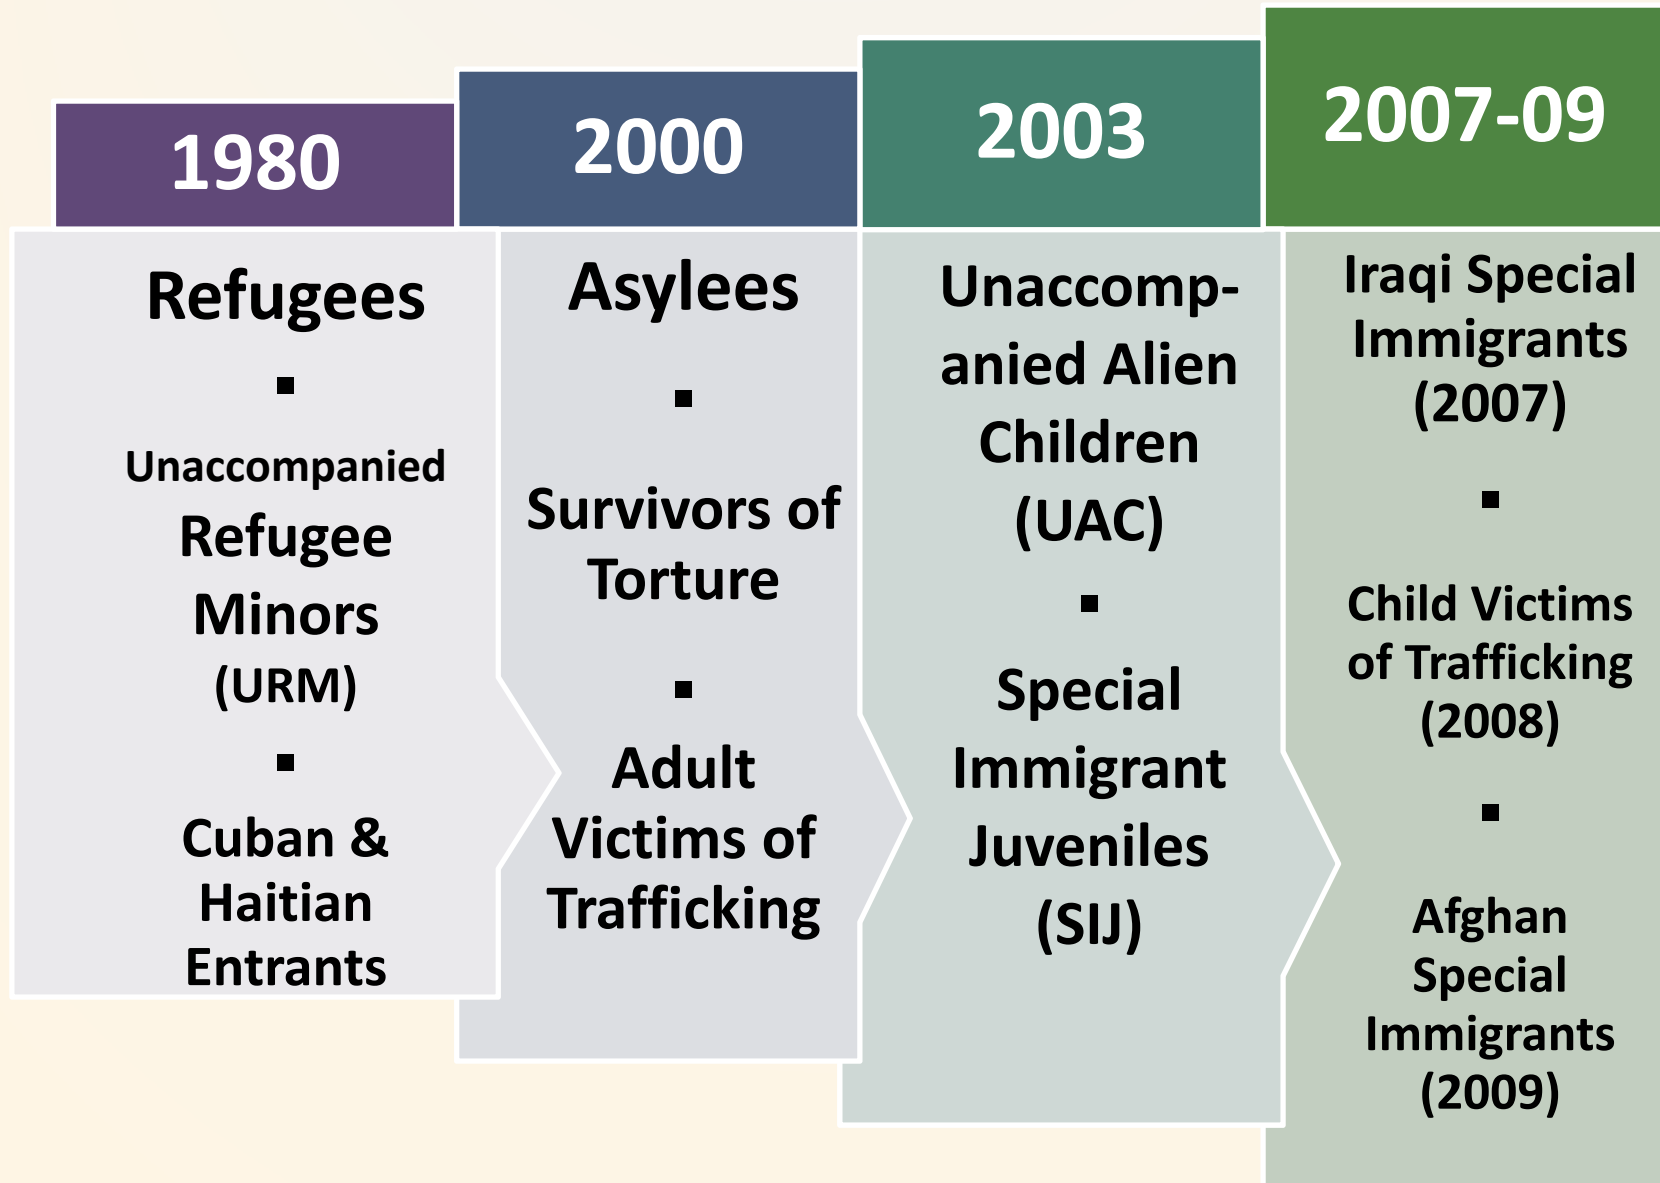 1980
Refugees
▪
Unaccompanied
Refugee
Minors
(URM)
▪
Cuban &
Haitian
Entrants
2000
Asylees
▪
Survivors of
Torture
▪
Adult
Victims of
Trafficking
2003
Unaccomp-
anied Alien
Children
(UAC)
▪
Special
Immigrant
Juveniles
(SIJ)
2007-09
Iraqi Special
Immigrants
(2007)
▪
Child Victims
of Trafficking
(2008)
▪
Afghan
Special
Immigrants
(2009)